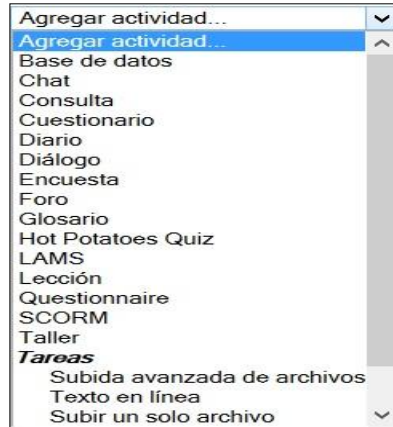 Agregar actividad...
Agregar actividad...
Base de datos
Chat
Consulta
Cuestionario
Diario
Diálogo
Encuesta
Foro
Glosario
Hot Potatoes Quiz
LAMS
Lección
Questionnaire
SCORM
Taller
Tareas
Subida avanzada de archivos
Texto en línea
Subir un solo archivo